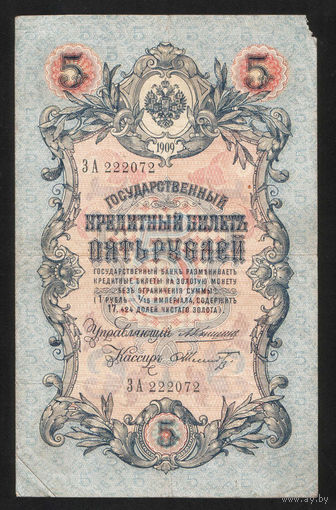 5 5
1909
ЗА 222072
ГОСУДАРСТВЕННЫЙ
КРЕДИТНЫЙ БИЛЕТЪ
ПЯТЬ РУБЛЕЙ
ГОСУДАРСТВЕННЫЙ БАНКЪ РАЗМѢНИВАЕТЪ
КРЕДИТНЫЕ БИЛЕТЫ НА ЗОЛОТУЮ МОНЕТУ
БЕЗЪ ОГРАНИЧЕНІЯ СУММЫ
(1 РУБЛЬ = 1/15 ИМПЕРІАЛА, СОДЕРЖИТЪ
17,424 ДОЛЕЙ ЧИСТАГО ЗОЛОТА).
Управляющій
Кассиръ
ЗА 222072
5
www.ay.by